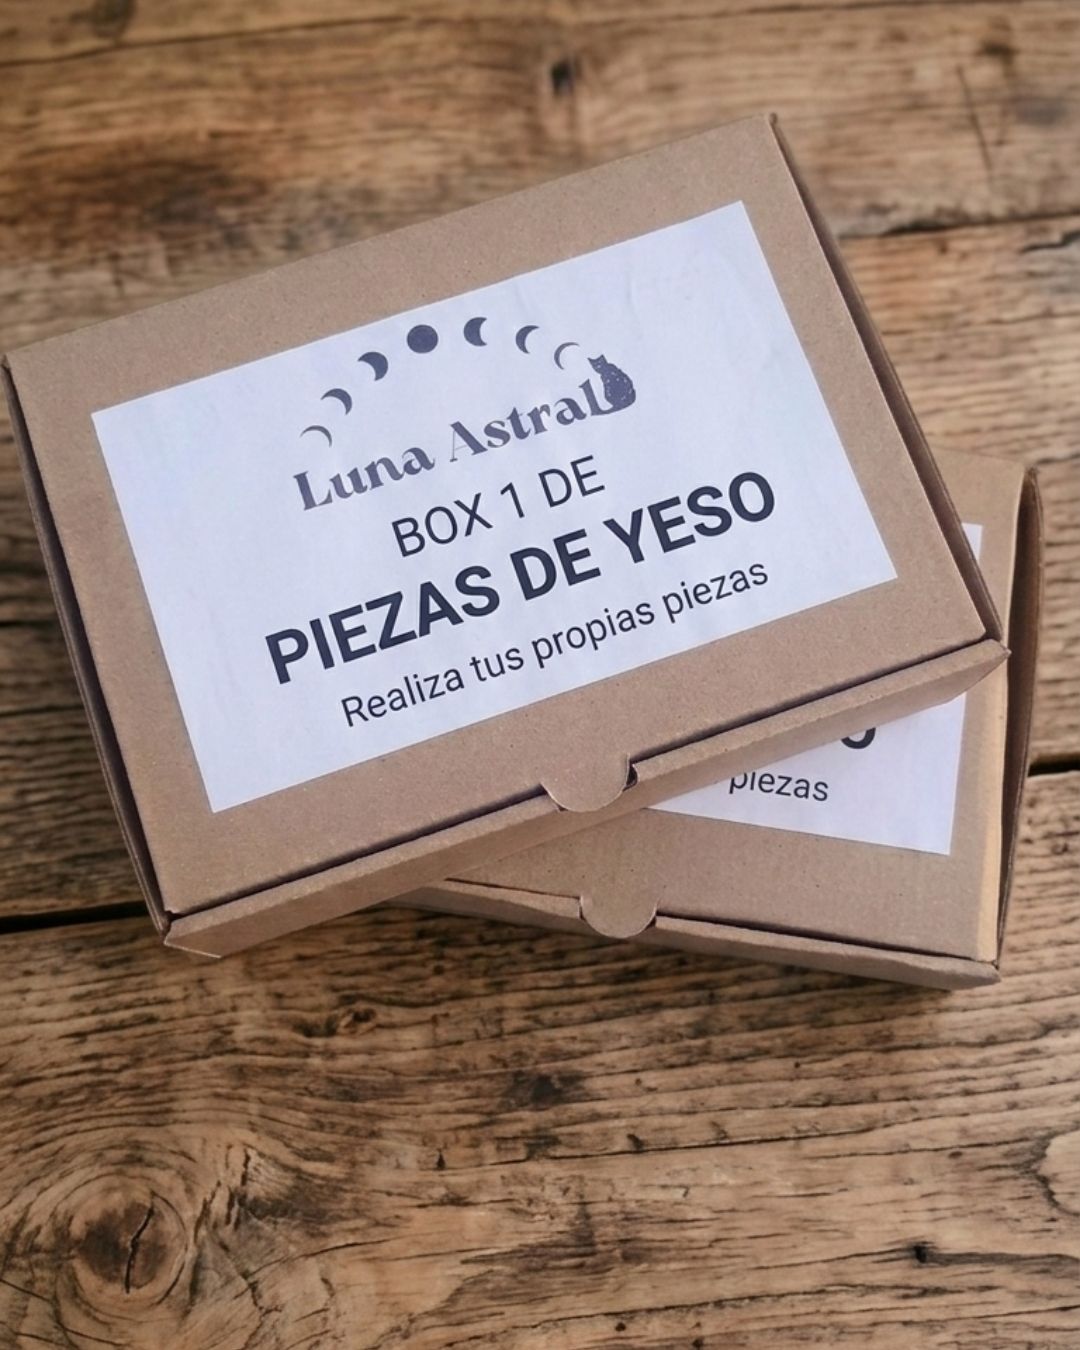 Luna Astral
BOX 1 DE
PIEZAS DE YESO
Realiza tus propias piezas
O
piezas